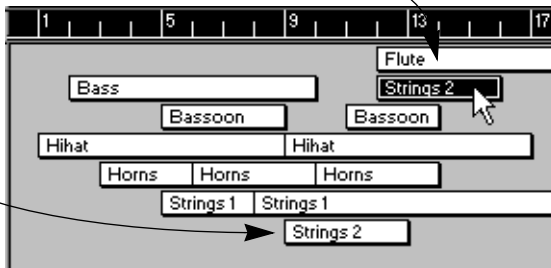 1 5 9 13 17
Flute
Bass Strings 2
Bassoon Bassoon
Hihat Hihat
Horns Horns Horns
Strings 1 Strings 1
Strings 2